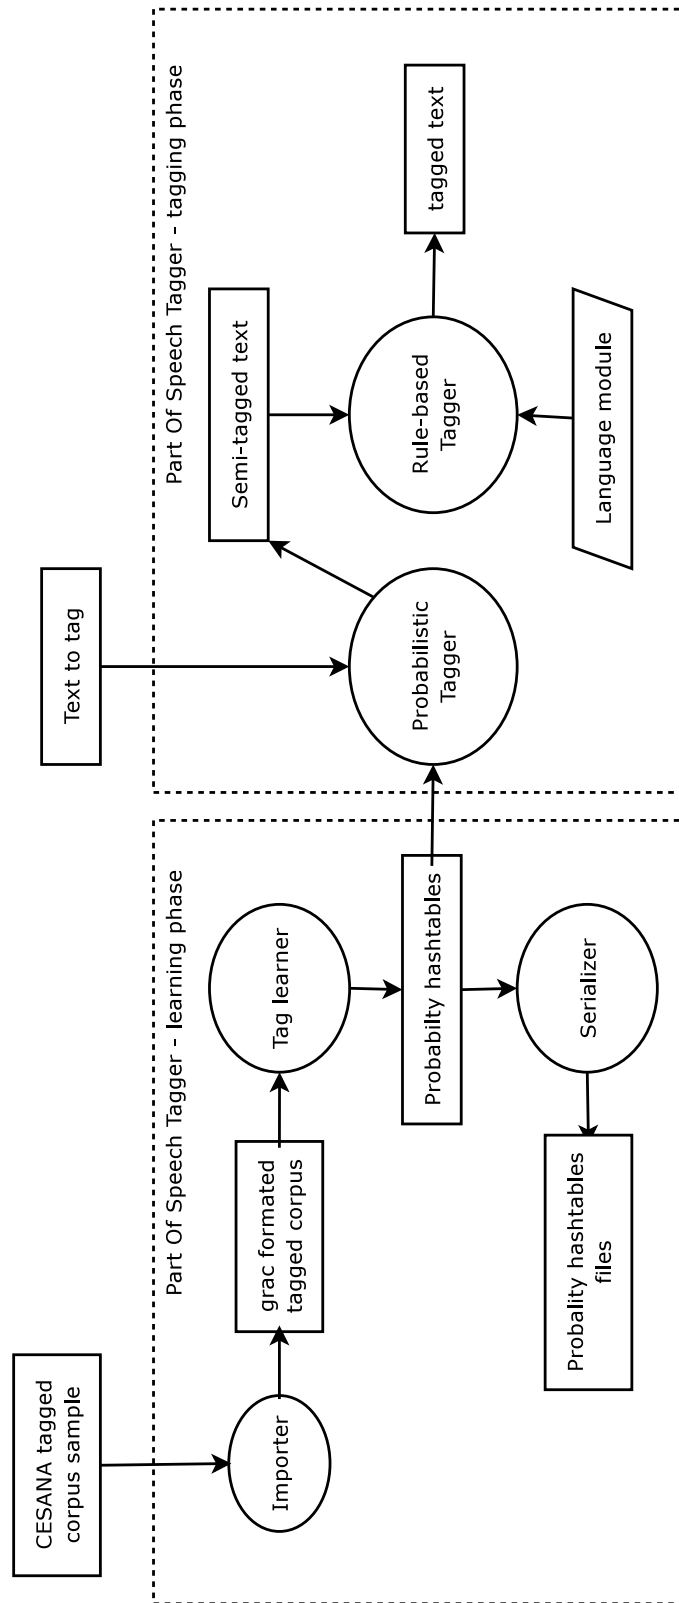 CESANA tagged
corpus sample
Text to tag
Part Of Speech Tagger - learning phase
Importer
grac formated
tagged corpus
Tag learner
Probabilty hashtables
Serializer
Probality hashtables
files
Part Of Speech Tagger - tagging phase
Probabilistic
Tagger
Semi-tagged text
Rule-based
Tagger
Language module
tagged text